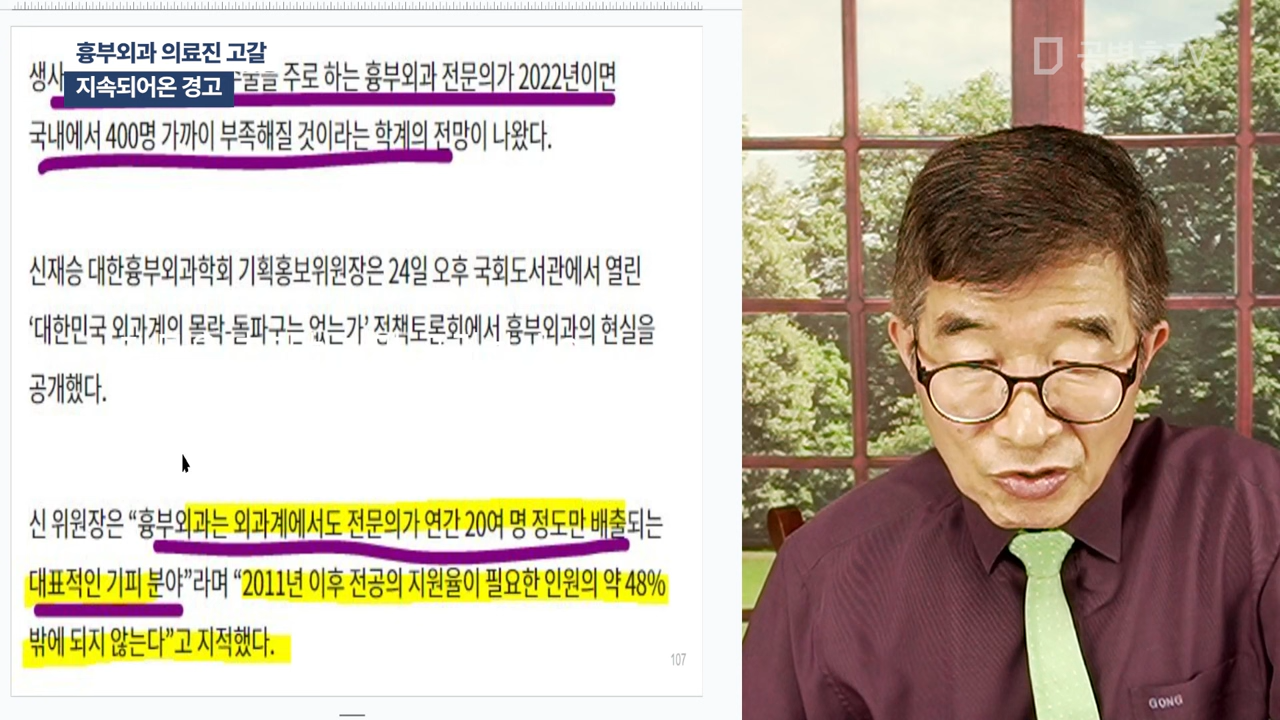 흉부외과 의료진 고갈
지속되어온 경고
공병호TV
생사 주로 하는 흉부외과 전문의가 2022년이면
국내에서 400명 가까이 부족해질 것이라는 학계의 전망이 나왔다.
신재승 대한흉부외과학회 기획홍보위원장은 24일 오후 국회도서관에서 열린
‘대한민국 외과계의 몰락-돌파구는 없는가’ 정책토론회에서 흉부외과의 현실을
공개했다.
신 위원장은 “흉부외과는 외과계에서도 전문의가 연간 20여 명 정도만 배출되는
대표적인 기피 분야”라며 “2011년 이후 전공의 지원율이 필요한 인원의 약 48%
밖에 되지 않는다”고 지적했다.
107
GONG